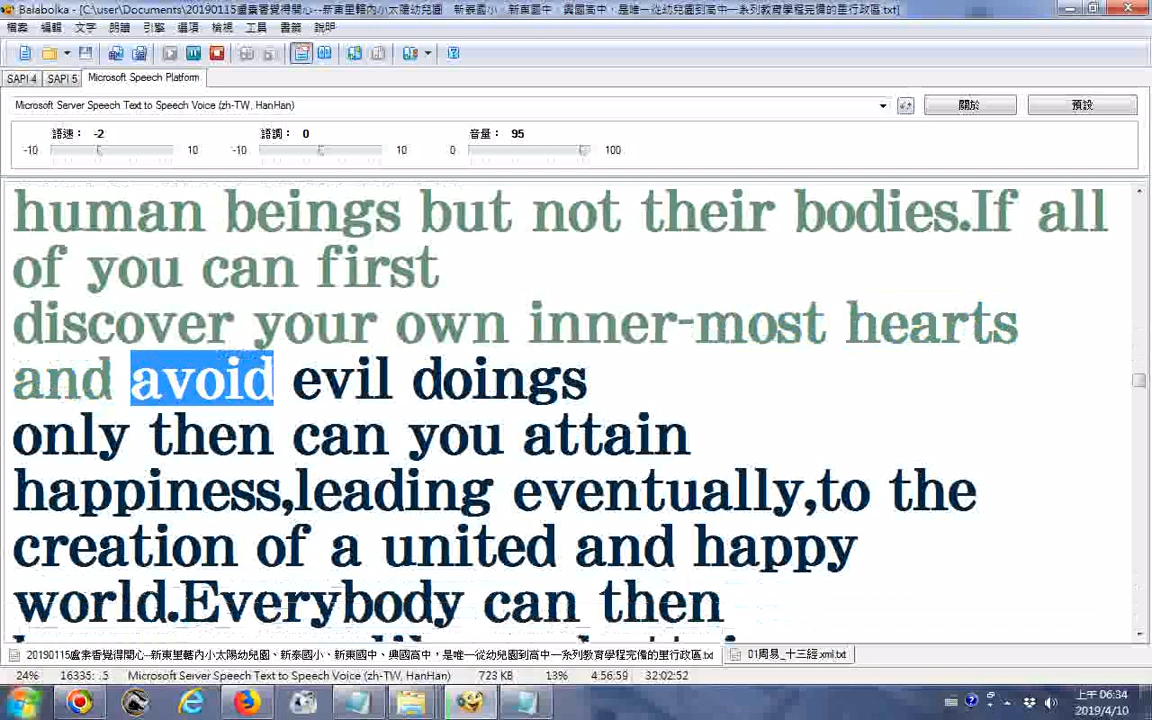 Balabolka - [C:\user\Documents\20190115盧素香覺得開心--新東里轄內小太陽幼兒園、新泰國小、新東國中、興國高中，是唯一從幼兒園到高中一系列教育學程完備的里行政區.txt]
檔案 編輯 文字 朗讀 引擎 選項 檢視 工具 書籤 說明
SAPI 4 SAPI 5 Microsoft Speech Platform
Microsoft Server Speech Text to Speech Voice (zh-TW, HanHan) 關於 預設
語速： -2 語調： 0 音量： 95
-10 10 -10 10 0 100
human beings but not their bodies.If all
of you can first
discover your own inner-most hearts
and avoid evil doings
only then can you attain
happiness,leading eventually,to the
creation of a united and happy
world.Everybody can then
20190115盧素香覺得開心--新東里轄內小太陽幼兒園、新泰國小、新東國中、興國高中，是唯一從幼兒園到高中一系列教育學程完備的里行政區.txt 01周易_十三經.xml.txt
24% 16335: .5 Microsoft Server Speech Text to Speech Voice (zh-TW, HanHan) 723 KB 13% 4:56:59 32:02:52
上午 06:34
2019/4/10